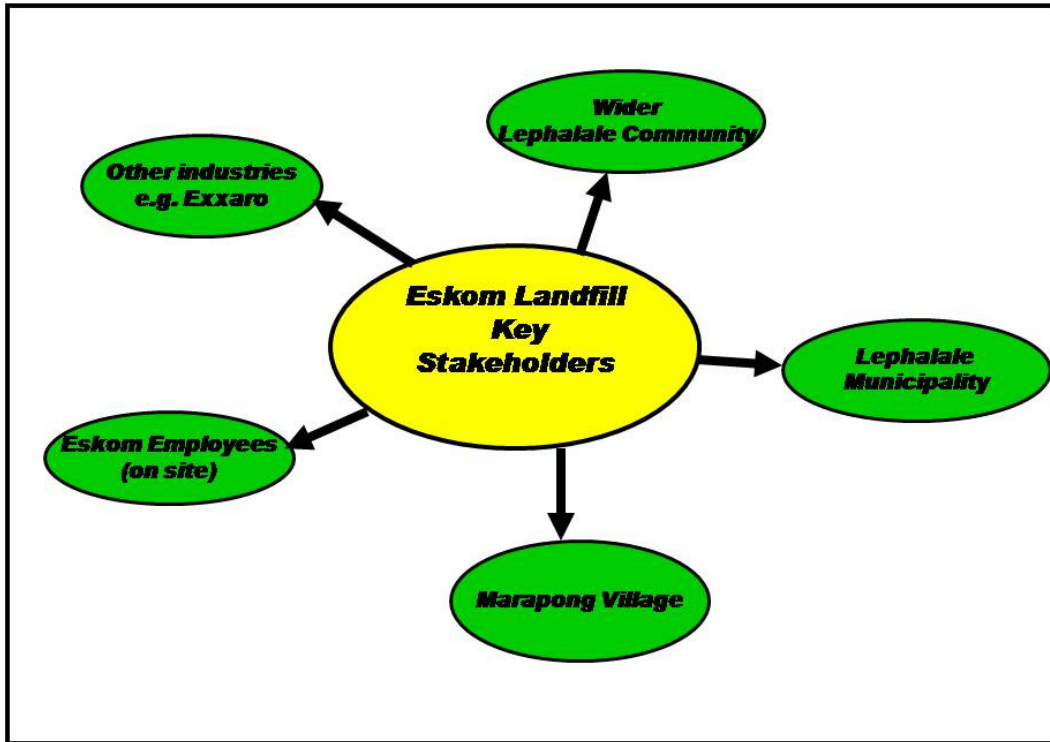 Wider
Lephalale Community
Other industries
e.g. Exxaro
Eskom Landfill
Key
Stakeholders
Lephalale
Municipality
Eskom Employees
(on site)
Marapong Village